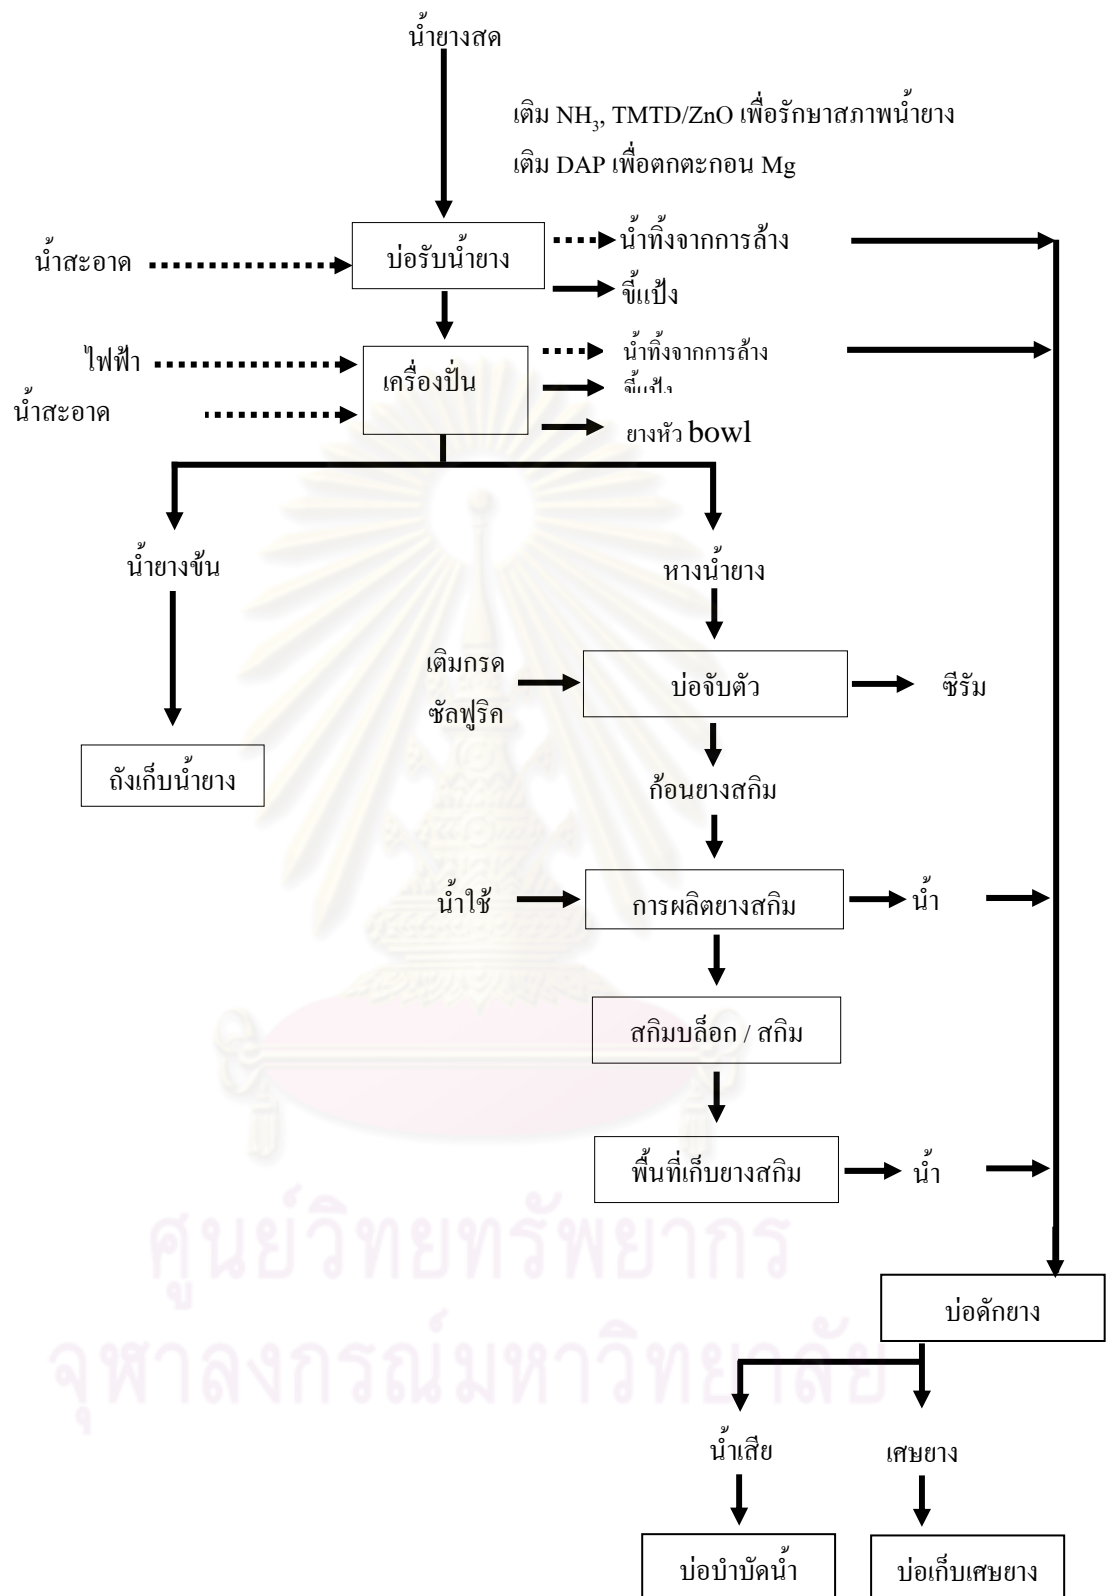 น้ำยางสด
เติม NH3, TMTD/ZnO เพื่อรักษาสภาพน้ำยาง
เติม DAP เพื่อตกตะกอน Mg
น้ำทิ้งจากการล้าง
น้ำสะอาด
บ่อรับน้ำยาง
ขี้แป้ง
ไฟฟ้า
น้ำทิ้งจากการล้าง
เครื่องปั่น
ขี้แป้ง
น้ำสะอาด
ยางหัว bowl
น้ำยางข้น
หางน้ำยาง
เติมกรด
ซัลฟูริค
บ่อจับตัว
ซีรัม
ถังเก็บน้ำยาง
ก้อนยางสกิม
น้ำใช้
การผลิตยางสกิม
น้ำ
สกิมบล็อก / สกิม
พื้นที่เก็บยางสกิม
น้ำ
ศูนย์วิทยทรัพยากร
จุฬาลงกรณ์มหาวิทยาลัย
บ่อดักยาง
น้ำเสีย
เศษยาง
บ่อบำบัดน้ำ
บ่อเก็บเศษยาง